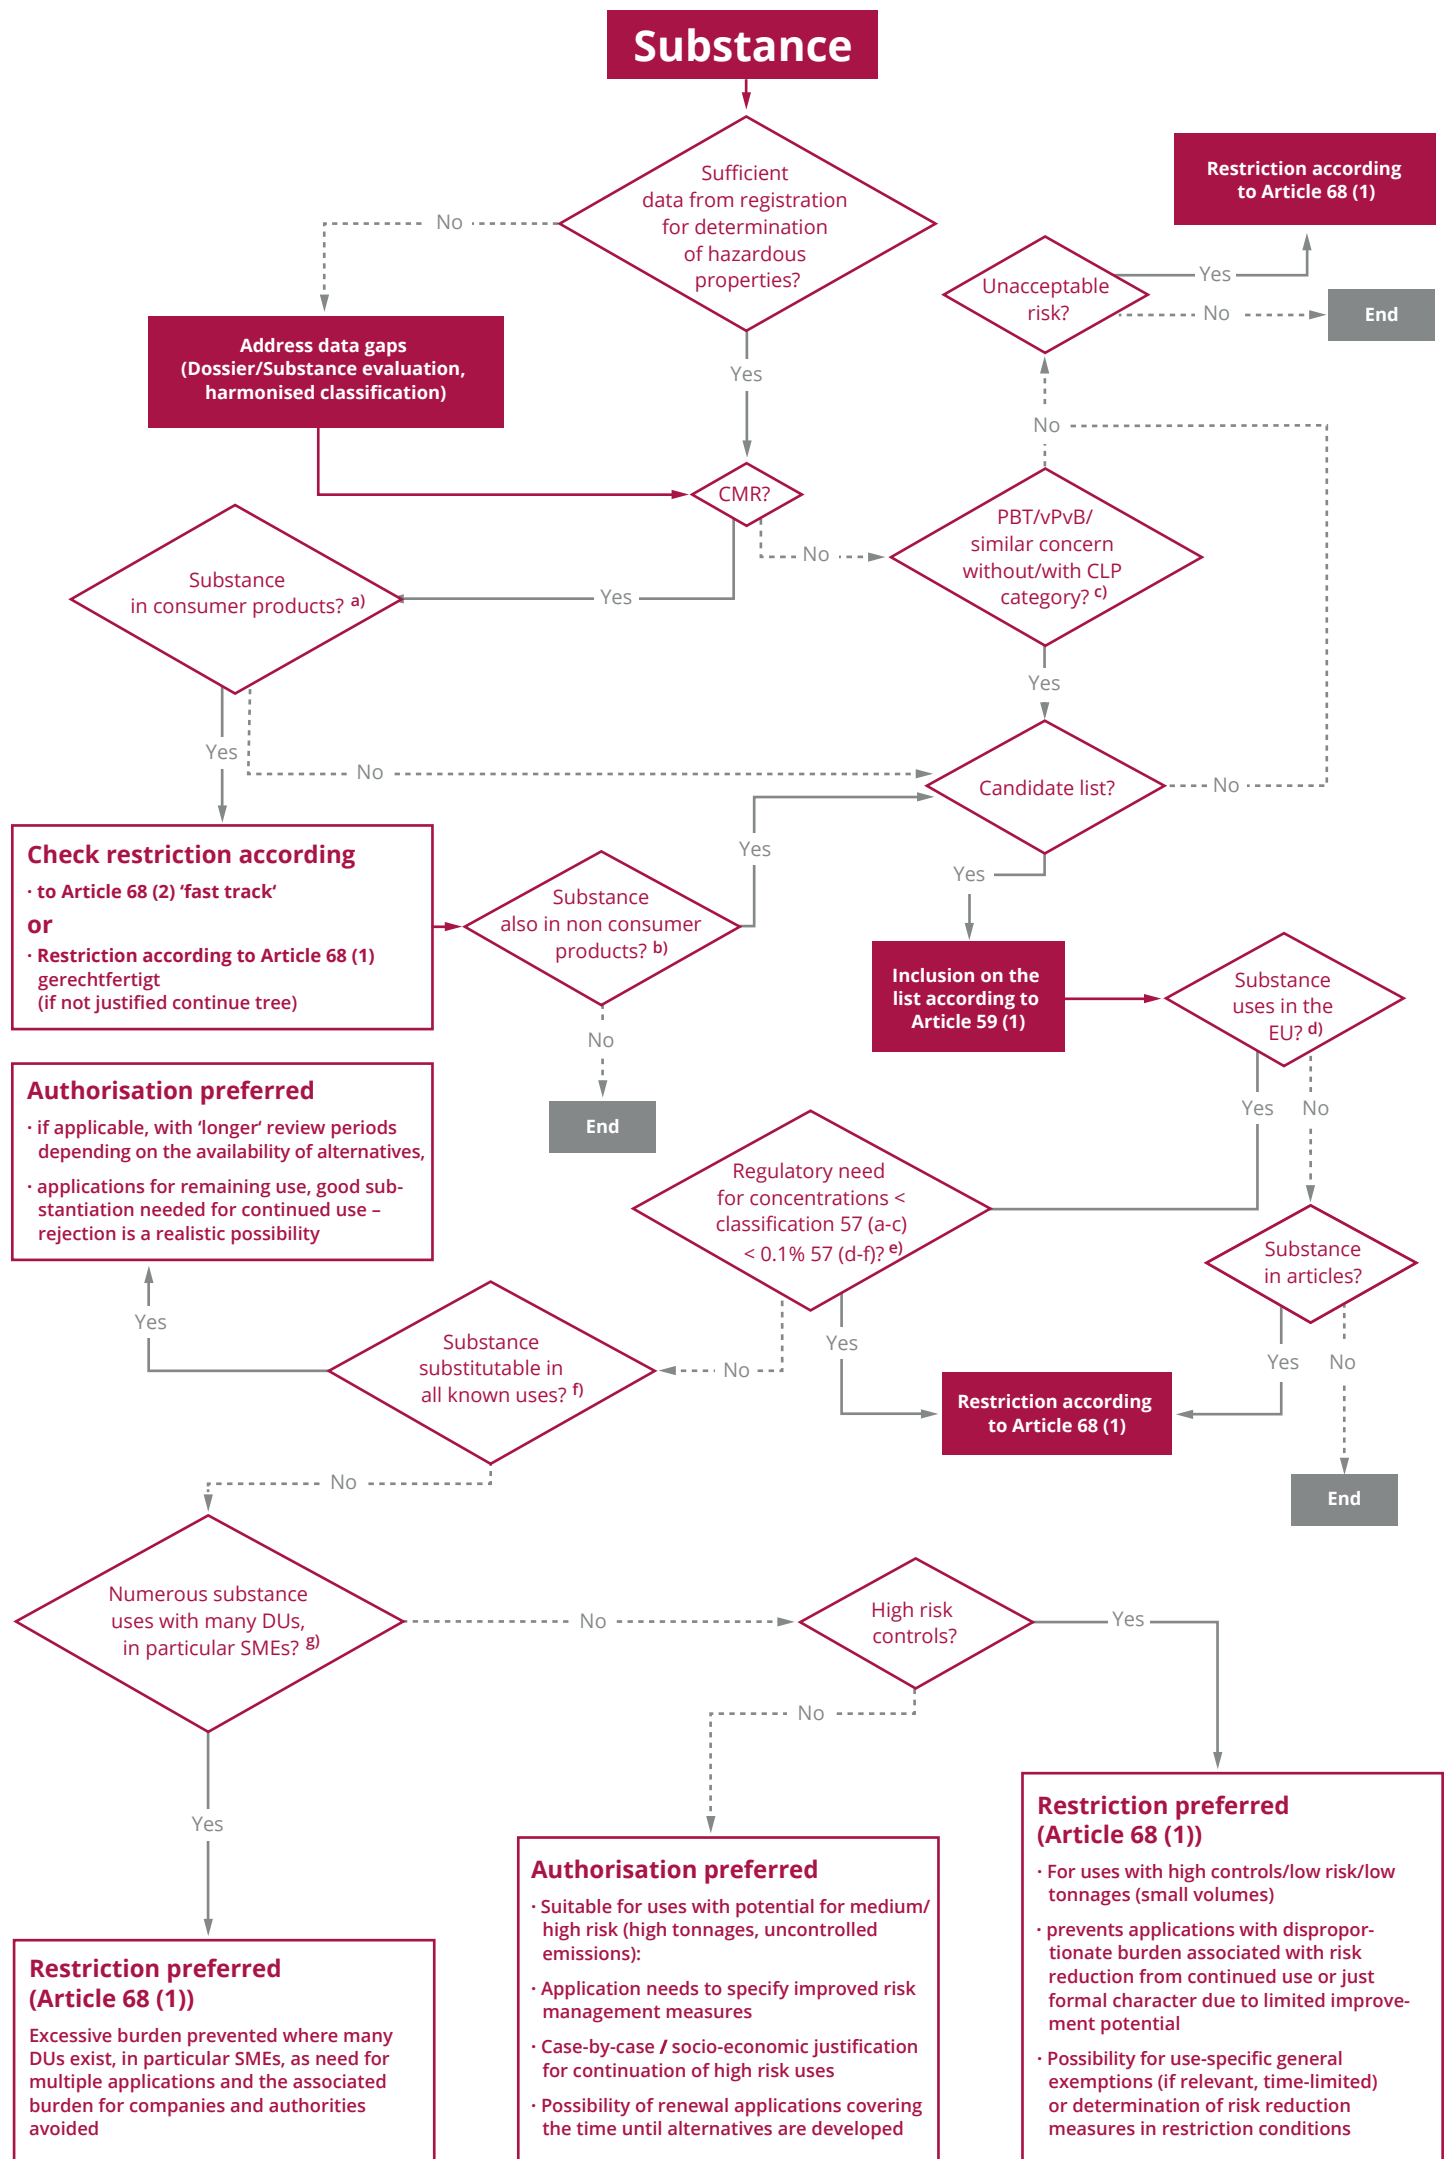 Substance
Sufficient
data from registration
for determination
of hazardous
properties?
No
Yes
Restriction according
to Article 68 (1)
Unacceptable
risk?
Yes
No
End
Address data gaps
(Dossier/Substance evaluation,
harmonised classification)
CMR?
No
Yes
No
PBT/vPvB/
similar concern
without/with CLP
category? c)
Yes
Substance
in consumer products? a)
Yes
No
Candidate list?
No
Yes
Check restriction according
· to Article 68 (2) ‘fast track‘
or
· Restriction according to Article 68 (1)
gerechtfertigt
(if not justified continue tree)
Substance
also in non consumer
products? b)
Yes
No
End
Inclusion on the
list according to
Article 59 (1)
Substance
uses in the
EU? d)
Yes
No
Authorisation preferred
· if applicable, with ‘longer‘ review periods
depending on the availability of alternatives,
· applications for remaining use, good sub-
stantiation needed for continued use –
rejection is a realistic possibility
Regulatory need
for concentrations <
classification 57 (a-c)
< 0.1% 57 (d-f)? e)
Substance
in articles?
Yes
No
Yes
No
Yes
Substance
substitutable in
all known uses? f)
No
Restriction according
to Article 68 (1)
End
Numerous substance
uses with many DUs,
in particular SMEs? g)
No
High risk
controls?
Yes
No
Yes
Restriction preferred
(Article 68 (1))
Excessive burden prevented where many
DUs exist, in particular SMEs, as need for
multiple applications and the associated
burden for companies and authorities
avoided
Authorisation preferred
· Suitable for uses with potential for medium/
high risk (high tonnages, uncontrolled
emissions):
· Application needs to specify improved risk
management measures
· Case-by-case / socio-economic justification
for continuation of high risk uses
· Possibility of renewal applications covering
the time until alternatives are developed
Restriction preferred
(Article 68 (1))
· For uses with high controls/low risk/low
tonnages (small volumes)
· prevents applications with dispropor-
tionate burden associated with risk
reduction from continued use or just
formal character due to limited improve-
ment potential
· Possibility for use-specific general
exemptions (if relevant, time-limited)
or determination of risk reduction
measures in restriction conditions